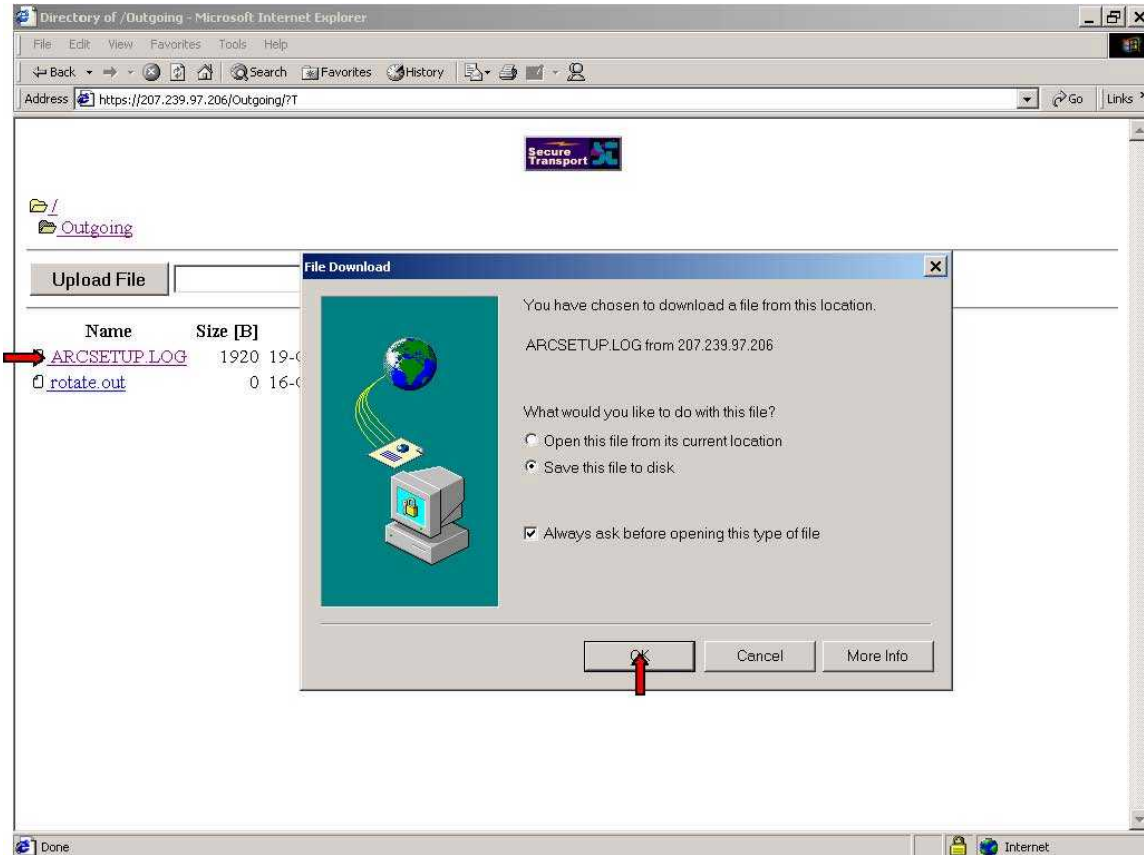 Directory of /Outgoing - Microsoft Internet Explorer
File Edit View Favorites Tools Help
Back Search Favorites History
Address https://207.239.97.206/Outgoing/?T Go Links
Secure
Transport
/
Outgoing
Upload File
Name Size [B]
ARCSETUP.LOG 1920 19-
rotate.out 0 16-
File Download
You have chosen to download a file from this location.
ARCSETUP.LOG from 207.239.97.206
What would you like to do with this file?
Open this file from its current location
Save this file to disk
Always ask before opening this type of file
OK Cancel More Info
Done Internet